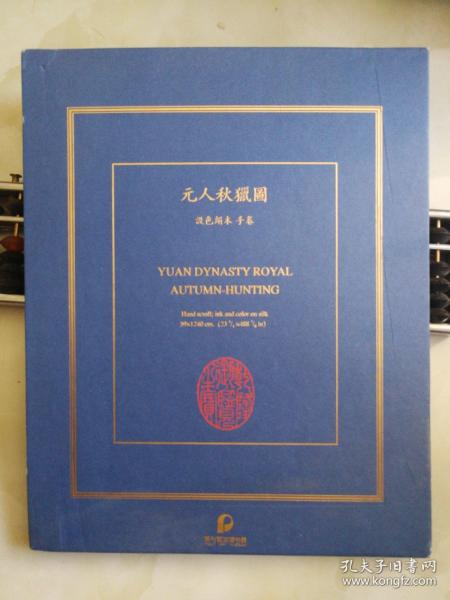 元人秋獵圖
設色絹本 手卷
YUAN DYNASTY ROYAL
AUTUMN-HUNTING
Hand scroll; ink and color on silk
孔夫子旧书网
www.kongfz.com